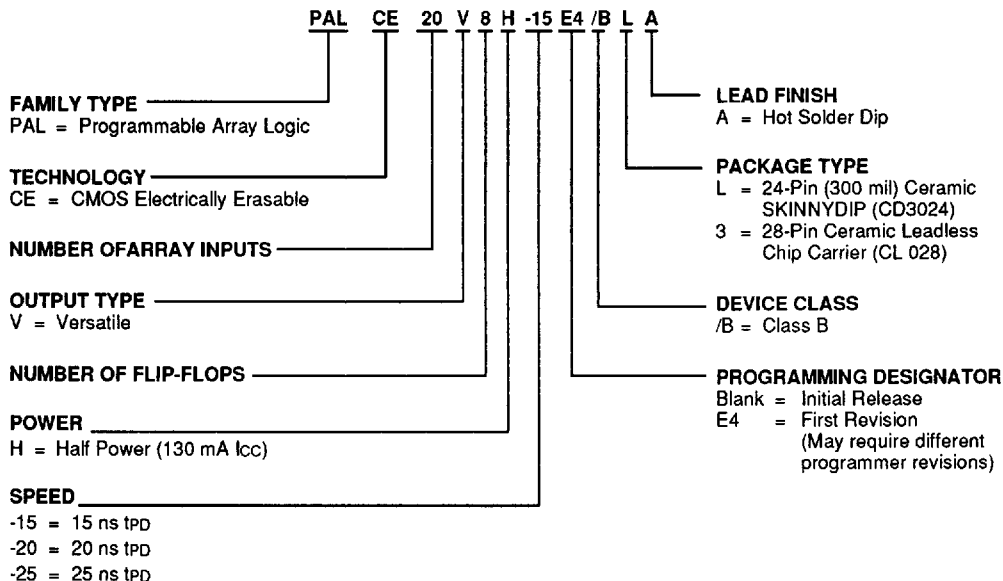 PAL CE 20 V 8 H -15 E4 /B L A
FAMILY TYPE
PAL = Programmable Array Logic
TECHNOLOGY
CE = CMOS Electrically Erasable
NUMBER OFARRAY INPUTS
OUTPUT TYPE
V = Versatile
NUMBER OF FLIP-FLOPS
POWER
H = Half Power (130 mA ICC)
SPEED
-15 = 15 ns tPD
-20 = 20 ns tPD
-25 = 25 ns tPD
LEAD FINISH
A = Hot Solder Dip
PACKAGE TYPE
L = 24-Pin (300 mil) Ceramic
SKINNYDIP (CD3024)
3 = 28-Pin Ceramic Leadless
Chip Carrier (CL 028)
DEVICE CLASS
/B = Class B
PROGRAMMING DESIGNATOR
Blank = Initial Release
E4 = First Revision
(May require different
programmer revisions)